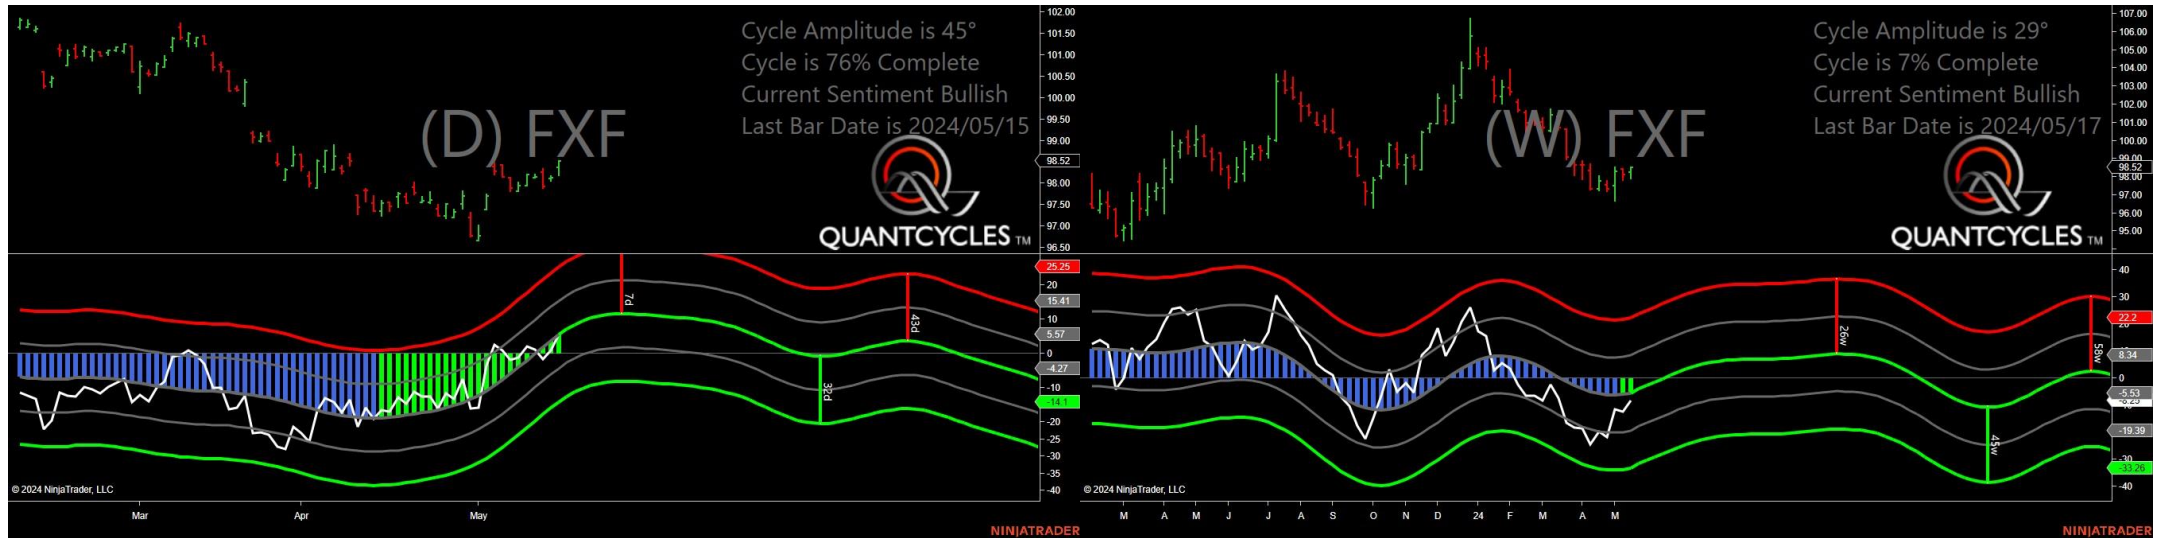 Cycle Amplitude is 45°
Cycle is 76% Complete
Current Sentiment Bullish
Last Bar Date is 2024/05/15
(D) FXF
QUANTCYCLES TM
102.00
101.50
101.00
100.50
100.00
99.50
99.00
98.52
98.00
97.50
97.00
96.50
25.25
20
15.41
10
5.57
0
-4.27
-10
-14.1
-20
-25
-30
-35
-40
7d
32d
43d
© 2024 NinjaTrader, LLC
Mar
Apr
May
NINJATRADER
Cycle Amplitude is 29°
Cycle is 7% Complete
Current Sentiment Bullish
Last Bar Date is 2024/05/17
(W) FXF
QUANTCYCLES TM
107.00
106.00
105.00
104.00
103.00
102.00
101.00
100.00
99.00
98.52
98.00
97.00
96.00
95.00
40
30
22.2
8.34
0
-5.53
-19.39
-33.26
-40
26w
45w
58w
© 2024 NinjaTrader, LLC
M A M J J A S O N D 24 F M A M
NINJATRADER